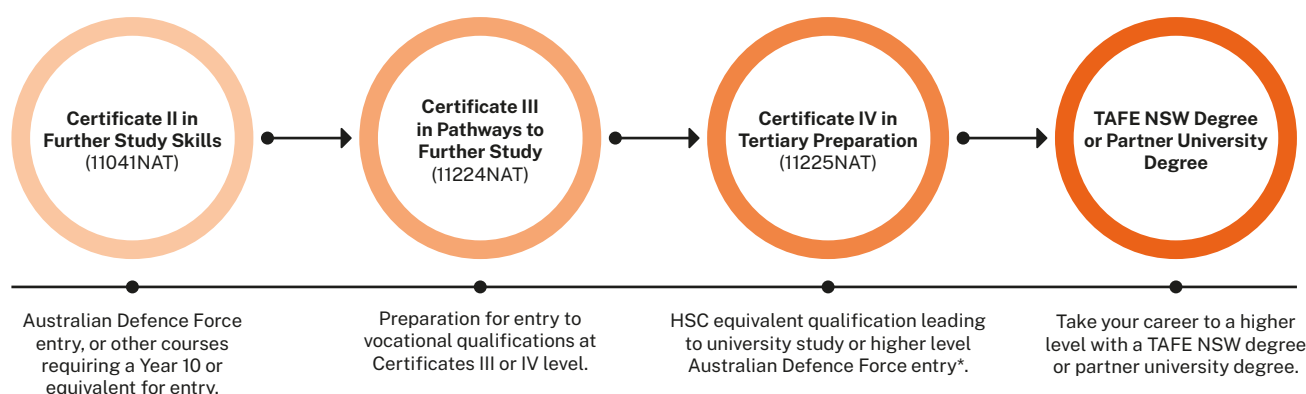 Certificate II in
Further Study Skills
(11041NAT)
Certificate III
in Pathways to
Further Study
(11224NAT)
Certificate IV in
Tertiary Preparation
(11225NAT)
TAFE NSW Degree
or Partner University
Degree
Australian Defence Force
entry, or other courses
requiring a Year 10 or
equivalent for entry.
Preparation for entry to
vocational qualifications at
Certificates III or IV level.
HSC equivalent qualification leading
to university study or higher level
Australian Defence Force entry*.
Take your career to a higher
level with a TAFE NSW degree
or partner university degree.